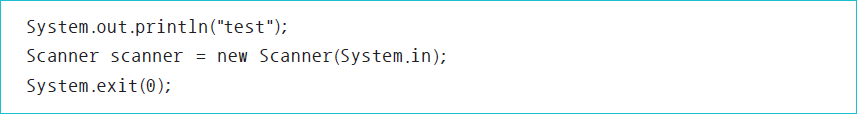 System.out.println("test");
Scanner scanner = new Scanner(System.in);
System.exit(0);